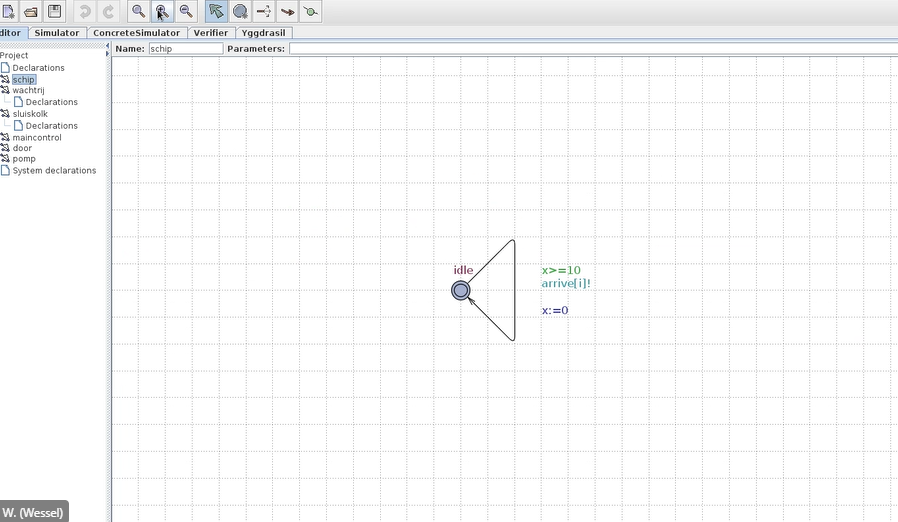 ditor Simulator ConcreteSimulator Verifier Yggdrasil
Name: schip Parameters:
Project
Declarations
schip
wachtrij
Declarations
sluiskolk
Declarations
maincontrol
door
pomp
System declarations
idle
x>=10
arrive[i]!
x:=0
W. (Wessel)